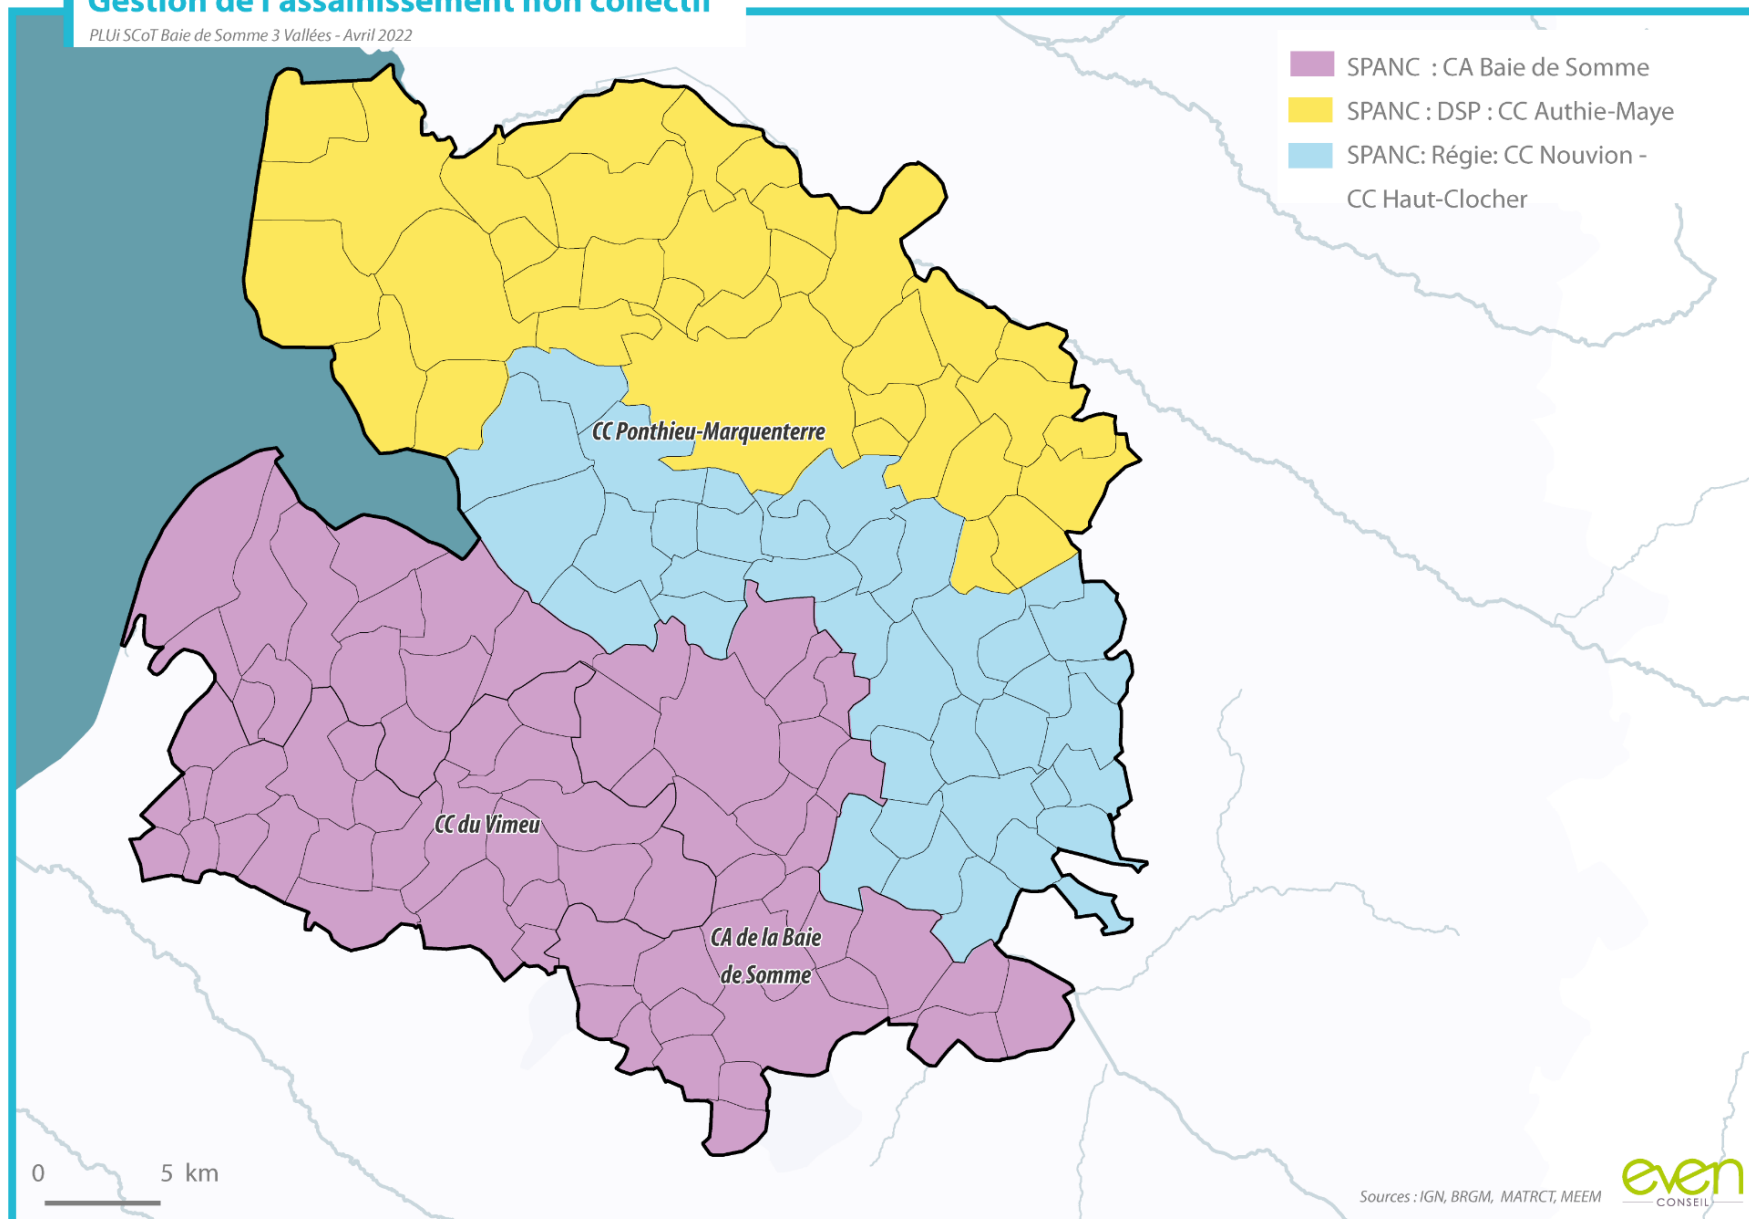 Gestion de l'assainissement non collectif
PLUi SCoT Baie de Somme 3 Vallées - Avril 2022
SPANC : CA Baie de Somme
SPANC : DSP : CC Authie-Maye
SPANC: Régie: CC Nouvion -
CC Haut-Clocher
CC Ponthieu-Marquenterre
CC du Vimeu
CA de la Baie
de Somme
0 5 km
Sources : IGN, BRGM, MATRCT, MEEM
even
CONSEIL